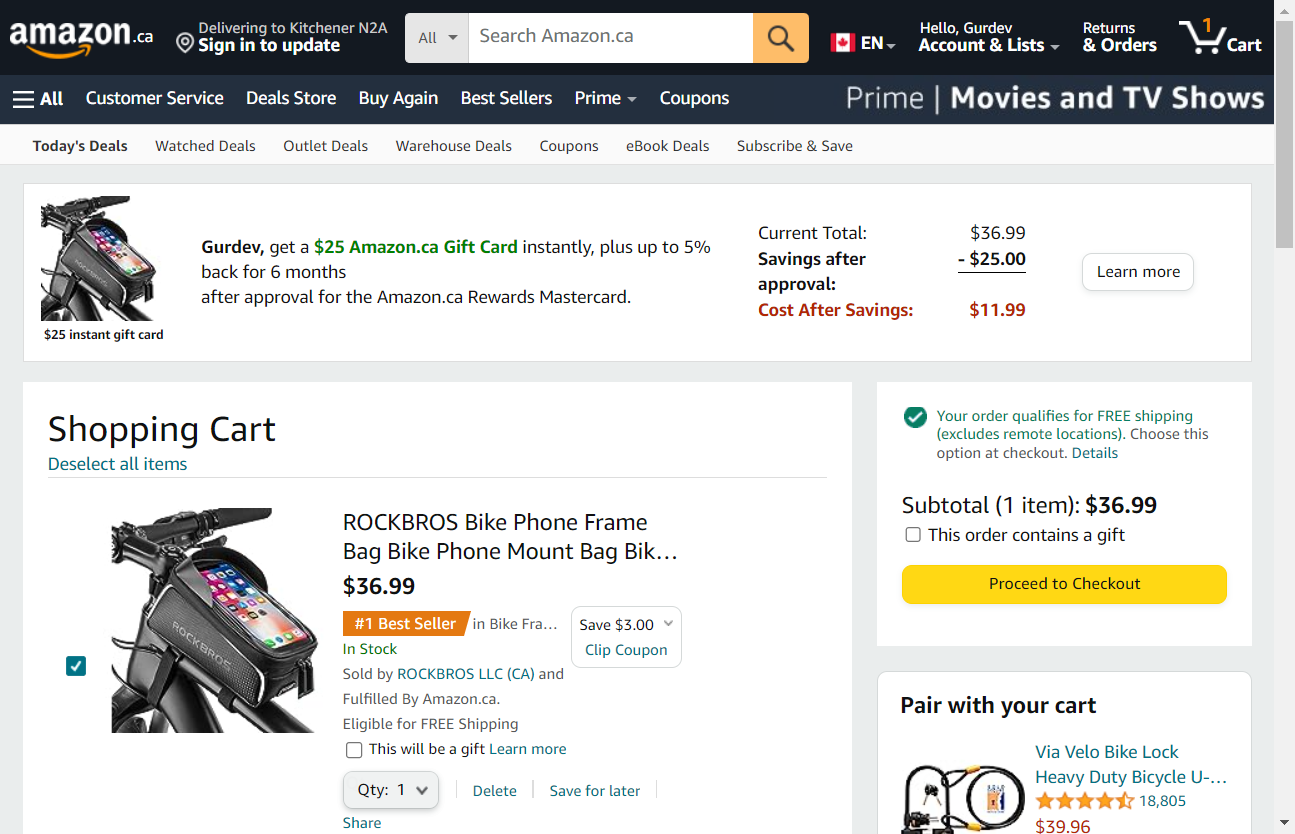 amazon.ca
Delivering to Kitchener N2A
Sign in to update
All
Search Amazon.ca
EN
Hello, Gurdev
Account & Lists
Returns
& Orders
1
Cart
All
Customer Service
Deals Store
Buy Again
Best Sellers
Prime
Coupons
Prime | Movies and TV Shows
Today's Deals
Watched Deals
Outlet Deals
Warehouse Deals
Coupons
eBook Deals
Subscribe & Save
ROCKBROS
$25 instant gift card
Gurdev, get a $25 Amazon.ca Gift Card instantly, plus up to 5%
back for 6 months
after approval for the Amazon.ca Rewards Mastercard.
Current Total: $36.99
Savings after - $25.00
approval:
Cost After Savings: $11.99
Learn more
Shopping Cart
Deselect all items
ROCKBROS
ROCKBROS Bike Phone Frame
Bag Bike Phone Mount Bag Bik…
$36.99
#1 Best Seller in Bike Fra…
Save $3.00
Clip Coupon
In Stock
Sold by ROCKBROS LLC (CA) and
Fulfilled By Amazon.ca.
Eligible for FREE Shipping
This will be a gift Learn more
Qty: 1
Delete
Save for later
Share
Your order qualifies for FREE shipping
(excludes remote locations). Choose this
option at checkout. Details
Subtotal (1 item): $36.99
This order contains a gift
Proceed to Checkout
Pair with your cart
Via Velo Bike Lock
Heavy Duty Bicycle U-…
18,805
$39.96